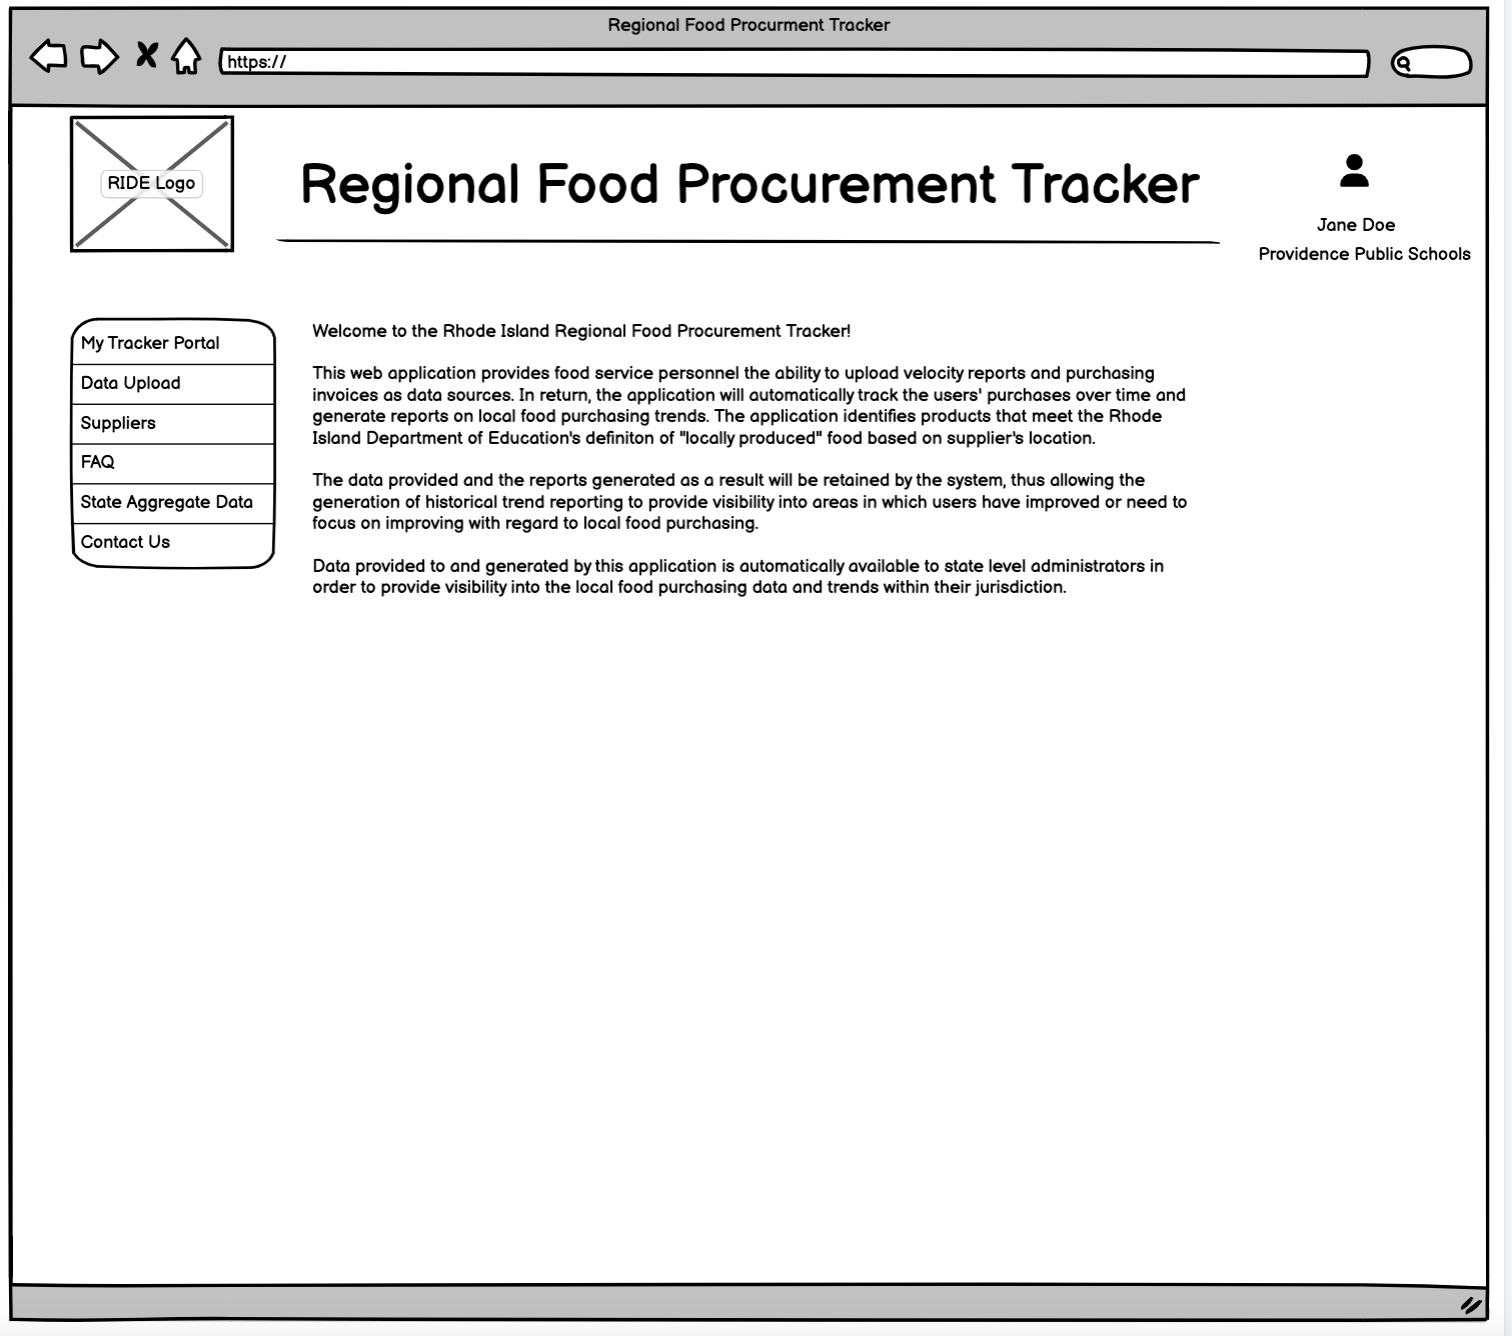 Regional Food Procurment Tracker
https://
RIDE Logo
Regional Food Procurement Tracker
Jane Doe
Providence Public Schools
My Tracker Portal
Data Upload
Suppliers
FAQ
State Aggregate Data
Contact Us
Welcome to the Rhode Island Regional Food Procurement Tracker!
This web application provides food service personnel the ability to upload velocity reports and purchasing
invoices as data sources. In return, the application will automatically track the users' purchases over time and
generate reports on local food purchasing trends. The application identifies products that meet the Rhode
Island Department of Education's definiton of "locally produced" food based on supplier's location.
The data provided and the reports generated as a result will be retained by the system, thus allowing the
generation of historical trend reporting to provide visibility into areas in which users have improved or need to
focus on improving with regard to local food purchasing.
Data provided to and generated by this application is automatically available to state level administrators in
order to provide visibility into the local food purchasing data and trends within their jurisdiction.